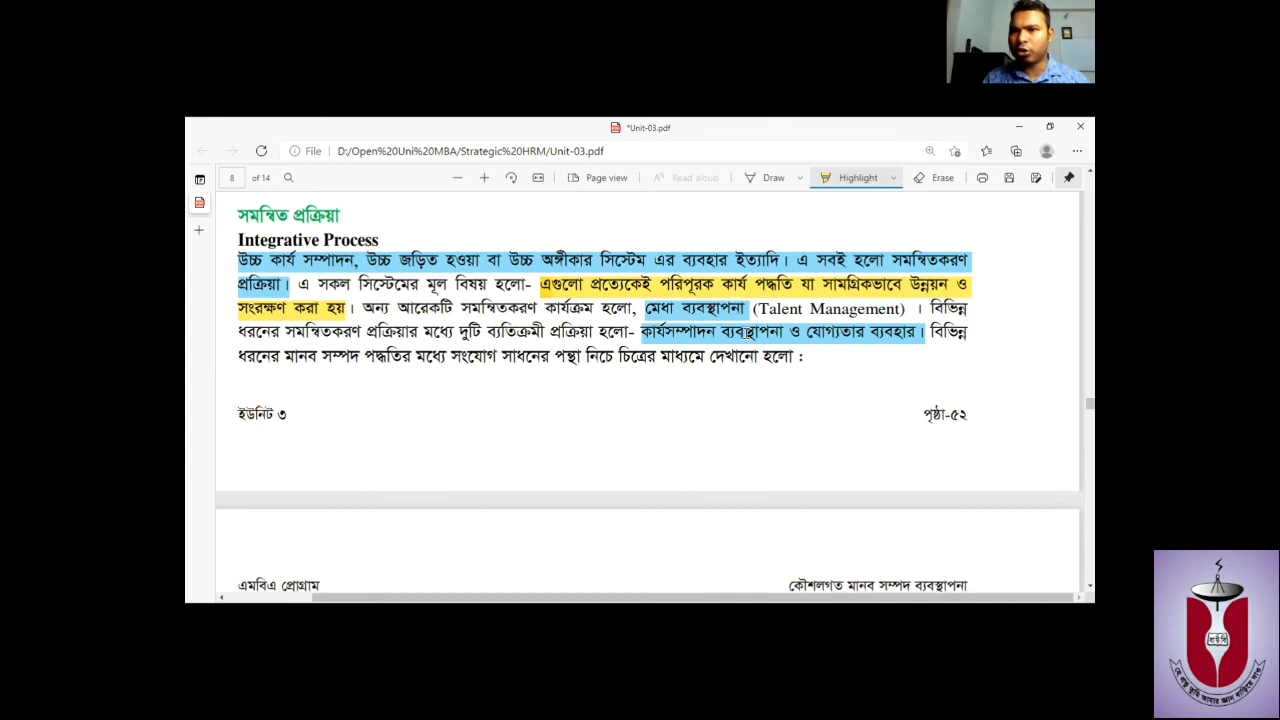 *Unit-03.pdf
File | D:/Open%20Uni%20MBA/Strategic%20HRM/Unit-03.pdf
8 of 14 Page view Read aloud Draw Highlight Erase
সমন্বিত প্রক্রিয়া
Integrative Process
উচ্চ কার্য সম্পাদন, উচ্চ জড়িত হওয়া বা উচ্চ অঙ্গীকার সিস্টেম এর ব্যবহার ইত্যাদি। এ সবই হলো সমন্বিতকরণ
প্রক্রিয়া। এ সকল সিস্টেমের মূল বিষয় হলো- এগুলো প্রত্যেকেই পরিপূরক কার্য পদ্ধতি যা সামগ্রিকভাবে উন্নয়ন ও
সংরক্ষণ করা হয়। অন্য আরেকটি সমন্বিতকরণ কার্যক্রম হলো, মেধা ব্যবস্থাপনা (Talent Management) । বিভিন্ন
ধরনের সমন্বিতকরণ প্রক্রিয়ার মধ্যে দুটি ব্যতিক্রমী প্রক্রিয়া হলো- কার্যসম্পাদন ব্যবস্থাপনা ও যোগ্যতার ব্যবহার। বিভিন্ন
ধরনের মানব সম্পদ পদ্ধতির মধ্যে সংযোগ সাধনের পন্থা নিচে চিত্রের মাধ্যমে দেখানো হলো :
ইউনিট ৩ পৃষ্ঠা-৫২
এমবিএ প্রোগ্রাম কৌশলগত মানব সম্পদ ব্যবস্থাপনা
বাউবি